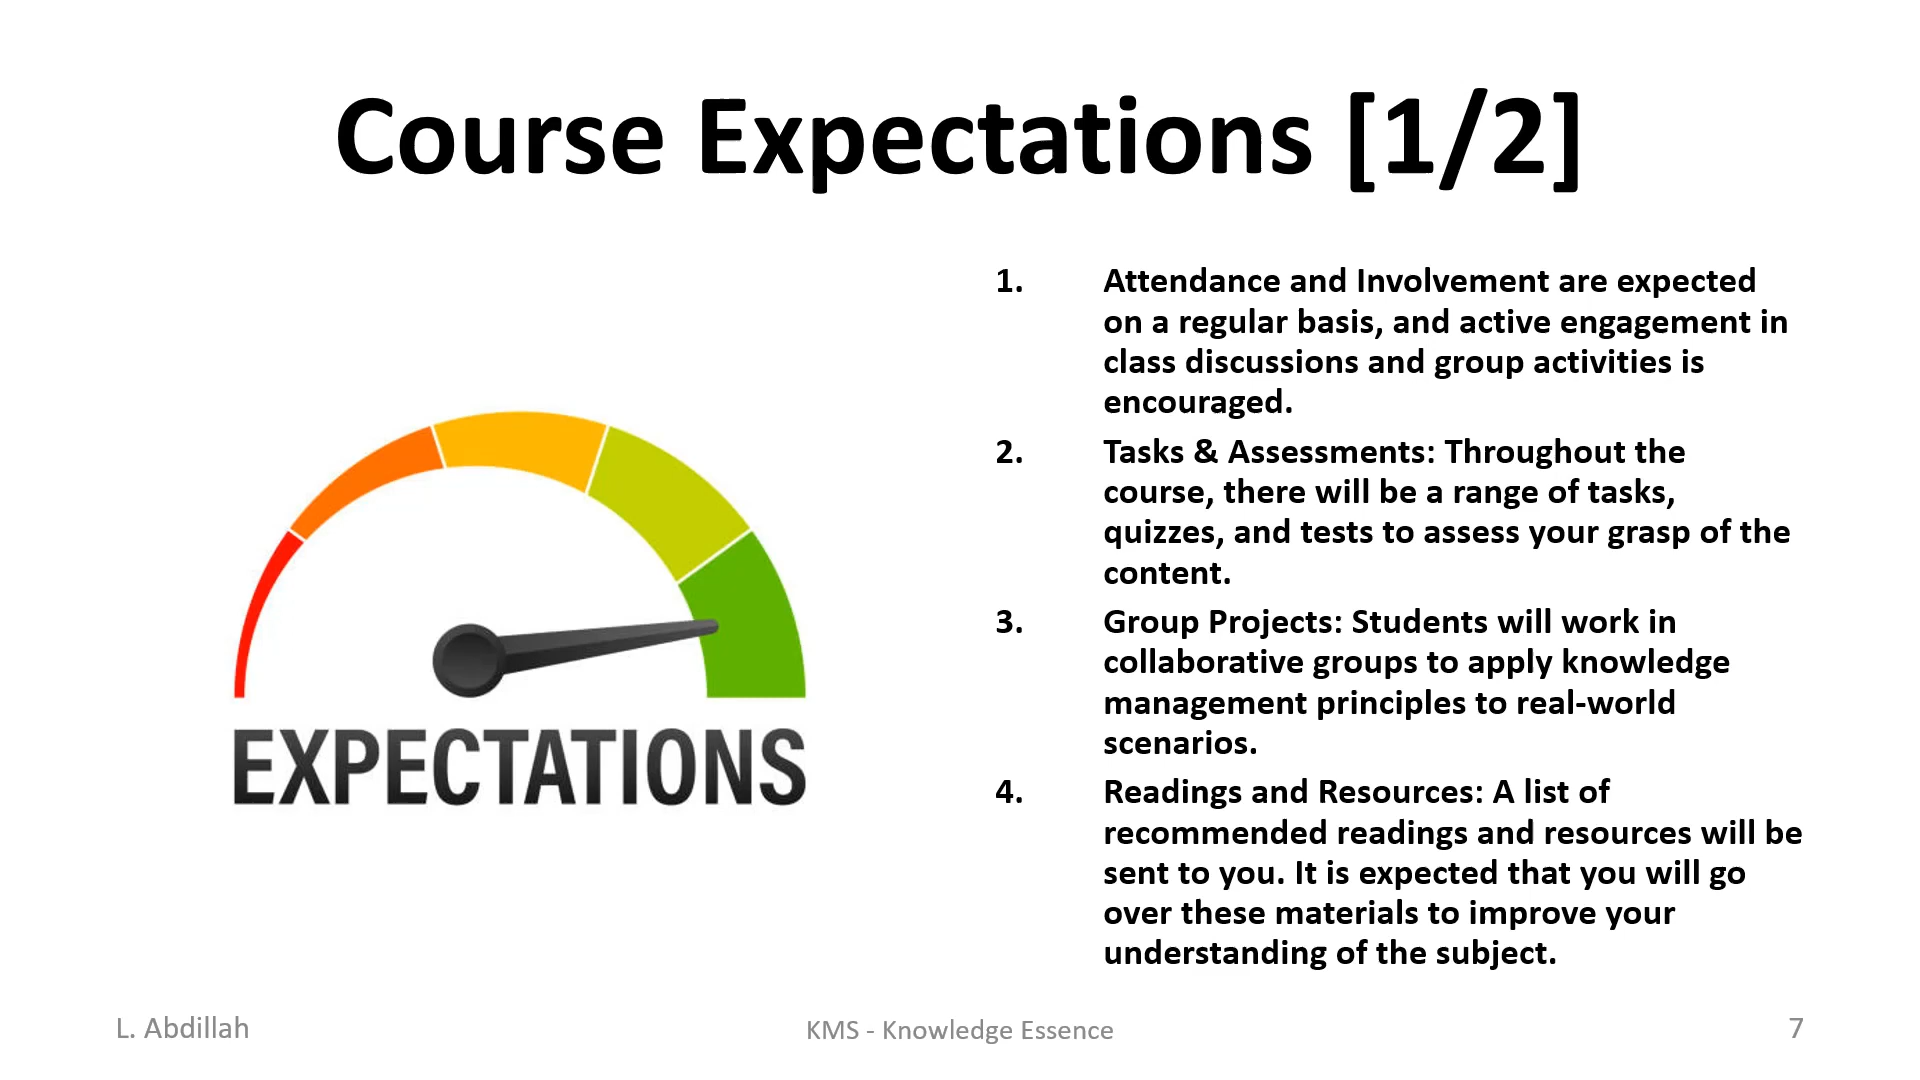 Course Expectations [1/2]
EXPECTATIONS
1. Attendance and Involvement are expected
on a regular basis, and active engagement in
class discussions and group activities is
encouraged.
2. Tasks & Assessments: Throughout the
course, there will be a range of tasks,
quizzes, and tests to assess your grasp of the
content.
3. Group Projects: Students will work in
collaborative groups to apply knowledge
management principles to real-world
scenarios.
4. Readings and Resources: A list of
recommended readings and resources will be
sent to you. It is expected that you will go
over these materials to improve your
understanding of the subject.
L. Abdillah
KMS - Knowledge Essence
7